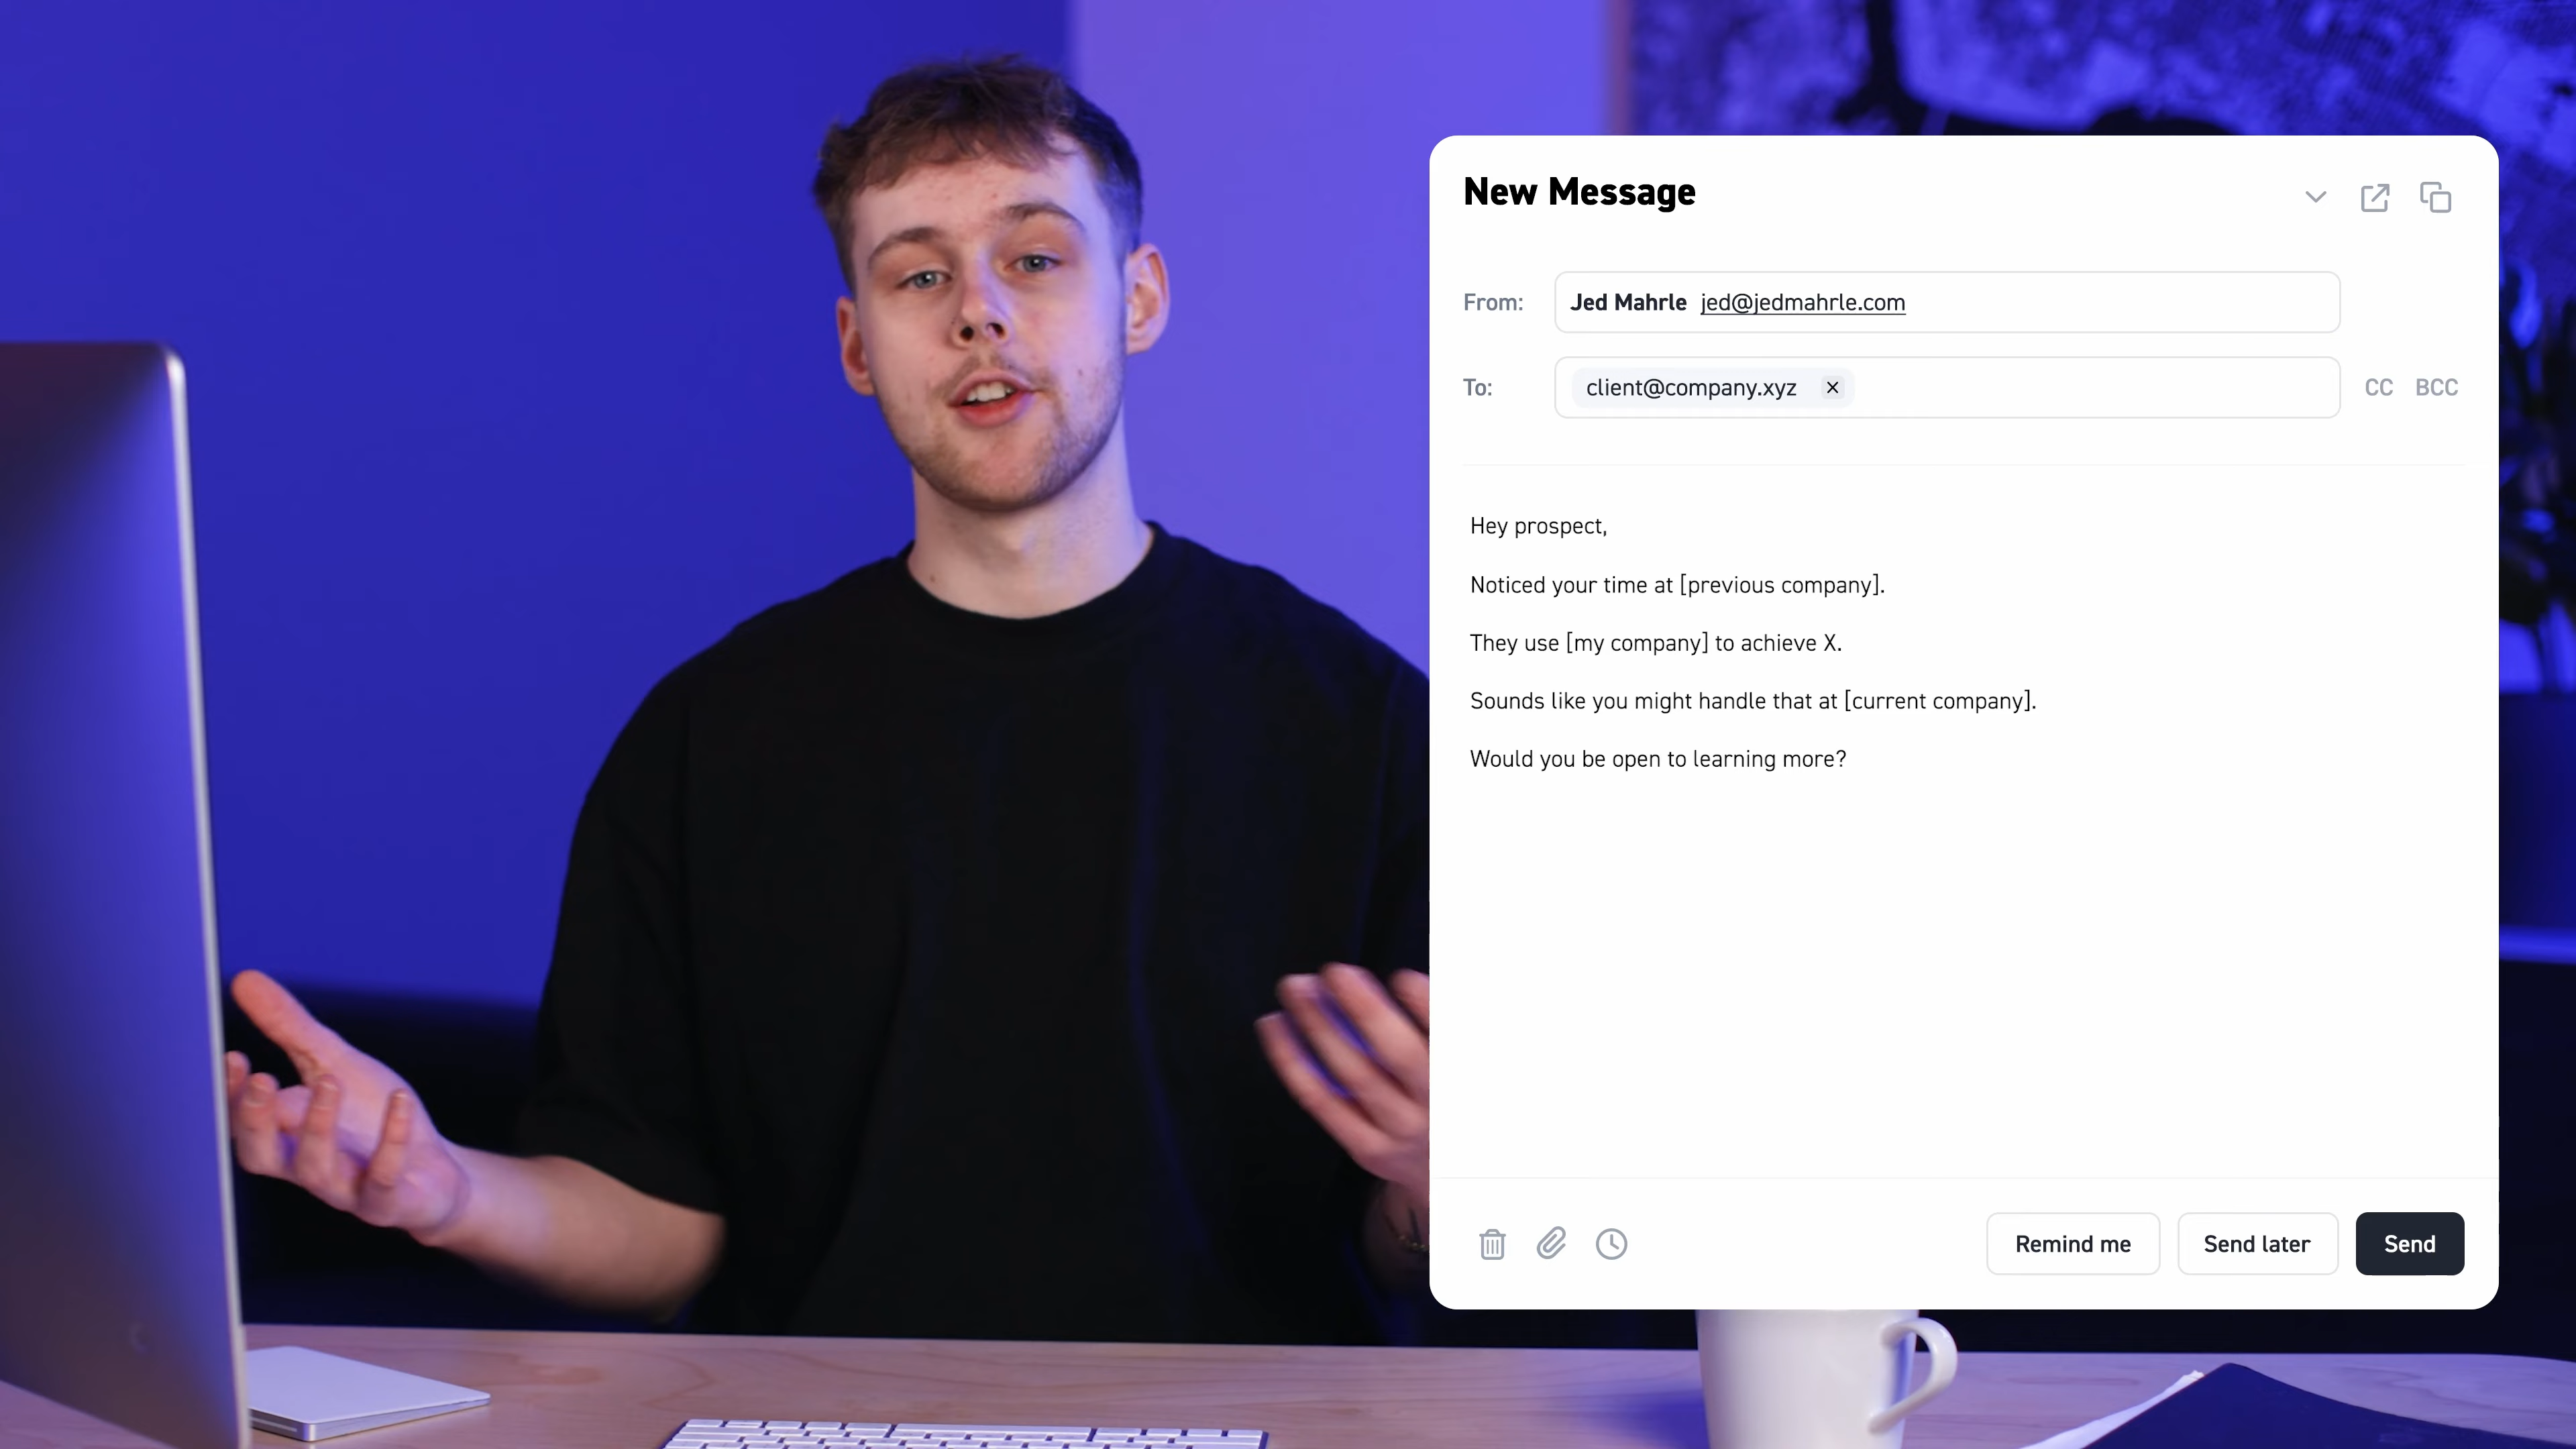 New Message
From: Jed Mahrle jed@jedmahrle.com
To: client@company.xyz CC BCC
Hey prospect,
Noticed your time at [previous company].
They use [my company] to achieve X.
Sounds like you might handle that at [current company].
Would you be open to learning more?
Remind me Send later Send